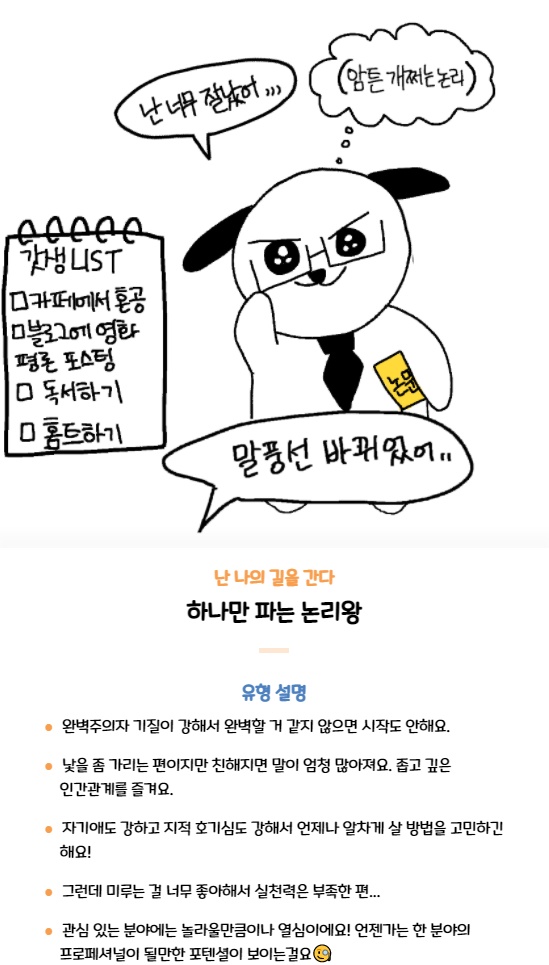 난 너무 잘났어,,,
(암튼 개쩌는 논리)
갓생 LIST
□ 카페에서 혼공
□ 블로그에 영화
평론 포스팅
□ 독서하기
□ 홈트하기
논문
말풍선 바뀌었어..
난 나의 길을 간다
하나만 파는 논리왕
유형 설명
• 완벽주의자 기질이 강해서 완벽할 거 같지 않으면 시작도 안해요.
• 낯을 좀 가리는 편이지만 친해지면 말이 엄청 많아져요. 좁고 깊은
인간관계를 즐겨요.
• 자기애도 강하고 지적 호기심도 강해서 언제나 알차게 살 방법을 고민하긴
해요!
• 그런데 미루는 걸 너무 좋아해서 실천력은 부족한 편...
• 관심 있는 분야에는 놀라울만큼이나 열심이에요! 언젠가는 한 분야의
프로페셔널이 될만한 포텐셜이 보이는걸요🧐